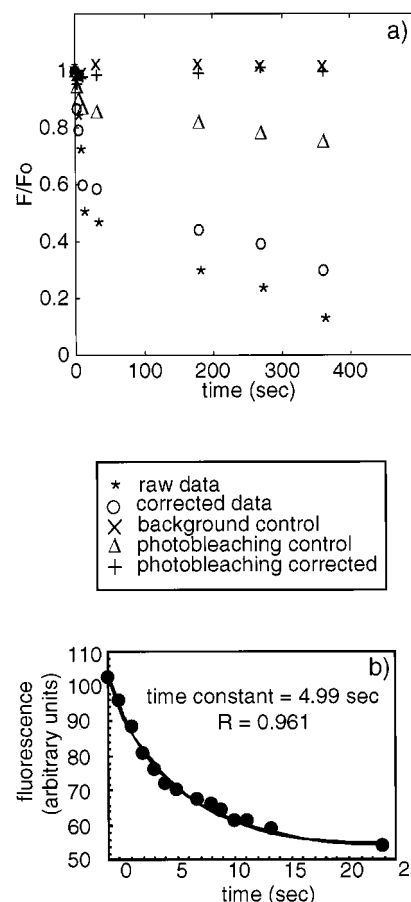 a)
1
0.8
0.6
0.4
0.2
0
F/Fo
0 100 200 300 400
time (sec)
* raw data
o corrected data
x background control
Δ photobleaching control
+ photobleaching corrected
b)
110
100
90
80
70
60
50
fluorescence
(arbitrary units)
time constant = 4.99 sec
R = 0.961
0 5 10 15 20 2
time (sec)